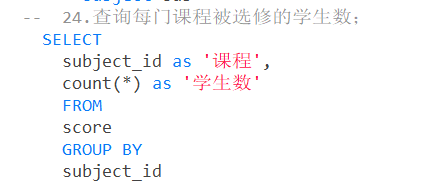 -- 24.查询每门课程被选修的学生数;
SELECT
subject_id as '课程',
count(*) as '学生数'
FROM
score
GROUP BY
subject_id